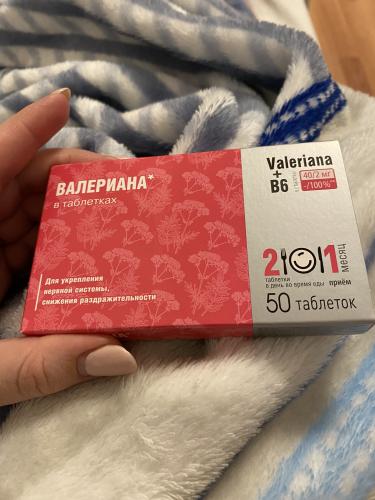 ВАЛЕРИАНА*
в таблетках
Для укрепления
нервной системы,
снижения раздражительности
Valeriana
+
B6
40/2 мг
-/100%**
2 1 месяц
таблетки
в день во время еды приём
50 таблеток